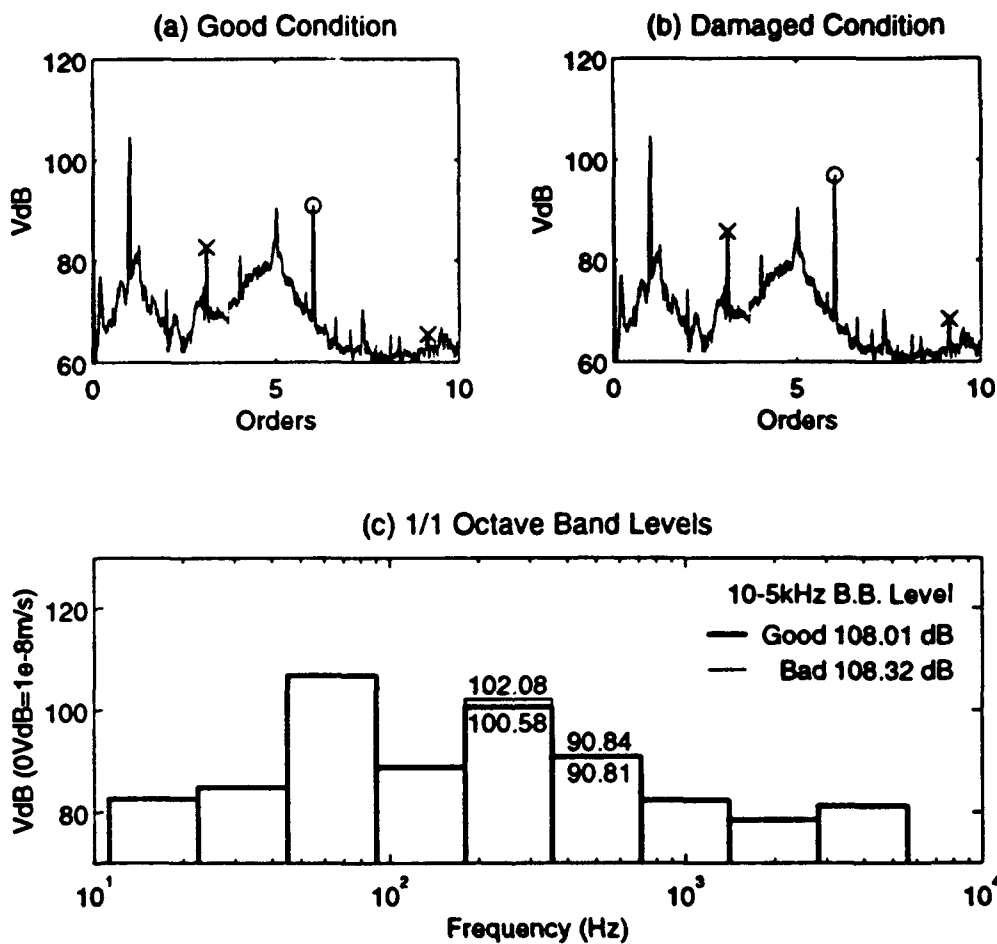 (a) Good Condition
120
100
80
60
VdB
0 5 10
Orders
(b) Damaged Condition
120
100
80
60
VdB
0 5 10
Orders
(c) 1/1 Octave Band Levels
VdB (0VdB=1e-8m/s)
120
100
80
10-5kHz B.B. Level
Good 108.01 dB
Bad 108.32 dB
102.08
100.58
90.84
90.81
10¹ 10² 10³ 10⁴
Frequency (Hz)